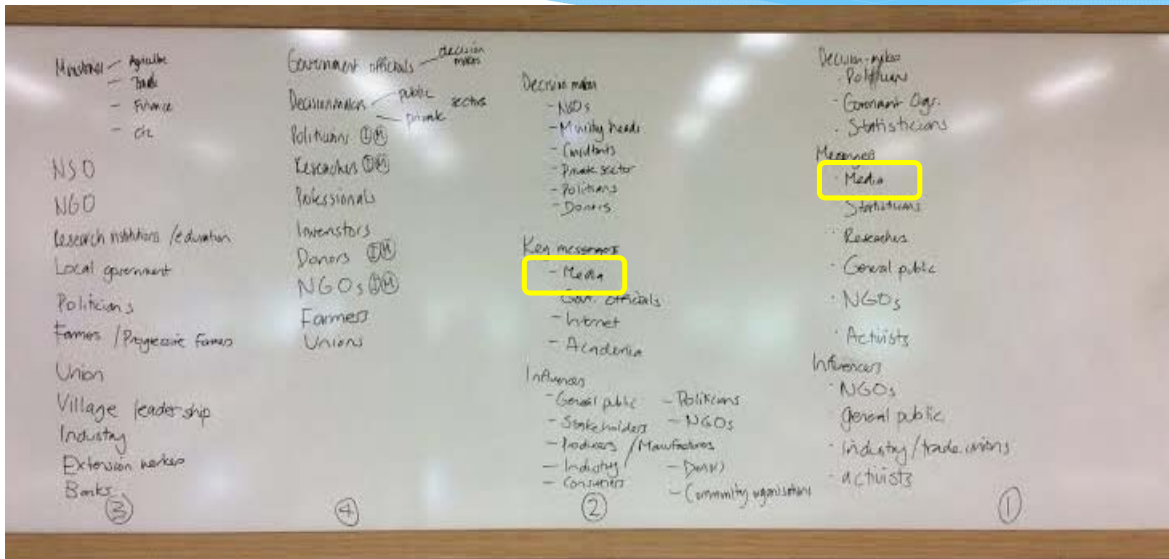 Ministries - Agriculture
- Trade
- Finance
- etc
NSO
NGO
Research institutions /education
Local government
Politicians
Farmers / Progressive farmers
Union
Village leadership
Industry
Extension workers
Banks
③
Government officials - decision makers
Decision makers - public sectors
- private
Politicians Ⓘ Ⓜ
Researchers Ⓘ Ⓜ
Professionals
Investors
Donors Ⓘ Ⓜ
NGOs Ⓘ Ⓜ
Farmers
Unions
④
Decision makers
- NGOs
- Ministry heads
- Consultants
- Private sector
- Politicians
- Donors
Key messengers
- Media
- Gov. officials
- Internet
- Academia
Influencers
- General public - Politicians
- Stakeholders - NGOs
- Producers / Manufacturers
- Industry - Donors
- Consumers
- Community organisations
②
Decision-makers
· Politicians
· Government Orgs.
· Statisticians
Messengers
· Media
· Statisticians
· Researchers
· General public
· NGOs
· Activists
Influencers
· NGOs
· general public
· industry/trade unions
· activists
①